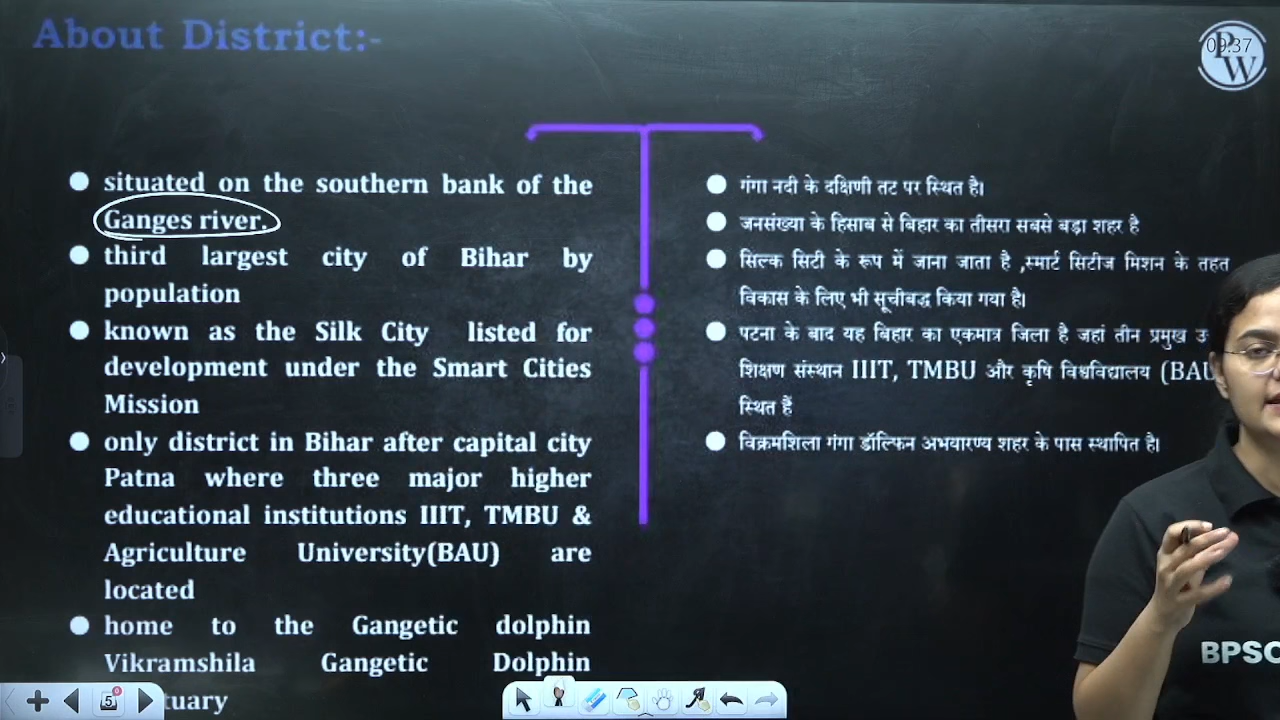 About District:-
09:37
PW
situated on the southern bank of the
Ganges river.
third largest city of Bihar by
population
known as the Silk City listed for
development under the Smart Cities
Mission
only district in Bihar after capital city
Patna where three major higher
educational institutions IIIT, TMBU &
Agriculture University(BAU) are
located
home to the Gangetic dolphin
Vikramshila Gangetic Dolphin
tuary
गंगा नदी के दक्षिणी तट पर स्थित है।
जनसंख्या के हिसाब से बिहार का तीसरा सबसे बड़ा शहर है
सिल्क सिटी के रूप में जाना जाता है ,स्मार्ट सिटीज मिशन के तहत
विकास के लिए भी सूचीबद्ध किया गया है।
पटना के बाद यह बिहार का एकमात्र जिला है जहां तीन प्रमुख उ
शिक्षण संस्थान IIIT, TMBU और कृषि विश्वविद्यालय (BAU
स्थित हैं
विक्रमशिला गंगा डॉल्फिन अभयारण्य शहर के पास स्थापित है।
BPSC
5